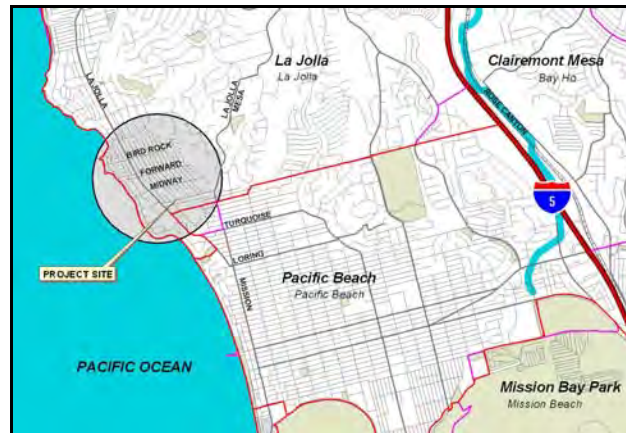 La Jolla
La Jolla
Clairemont Mesa
Bay Ho
LA JOLLA
LA JOLLA
MESA
ROSE CANYON
BIRD ROCK
FORWARD
MIDWAY
5
TURQUOISE
LORING
PROJECT SITE
MISSION
Pacific Beach
Pacific Beach
PACIFIC OCEAN
Mission Bay Park
Mission Beach